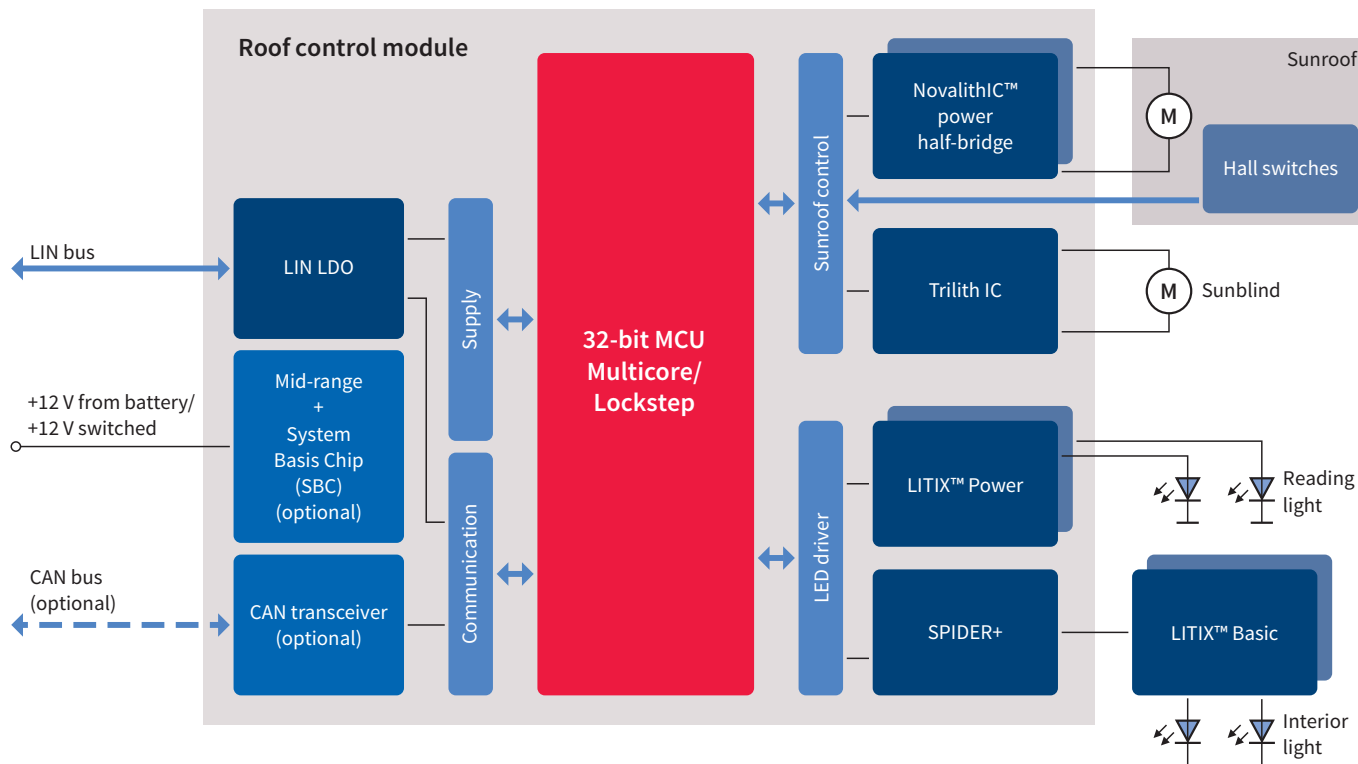 Roof control module
LIN bus
+12 V from battery/
+12 V switched
CAN bus
(optional)
LIN LDO
Mid-range
+
System
Basis Chip
(SBC)
(optional)
CAN transceiver
(optional)
Supply
Communication
32-bit MCU
Multicore/
Lockstep
Sunroof control
LED driver
NovalithIC™
power
half-bridge
Trilith IC
LITIX™ Power
SPIDER+
Sunroof
M
Hall switches
M
Sunblind
Reading
light
LITIX™ Basic
Interior
light